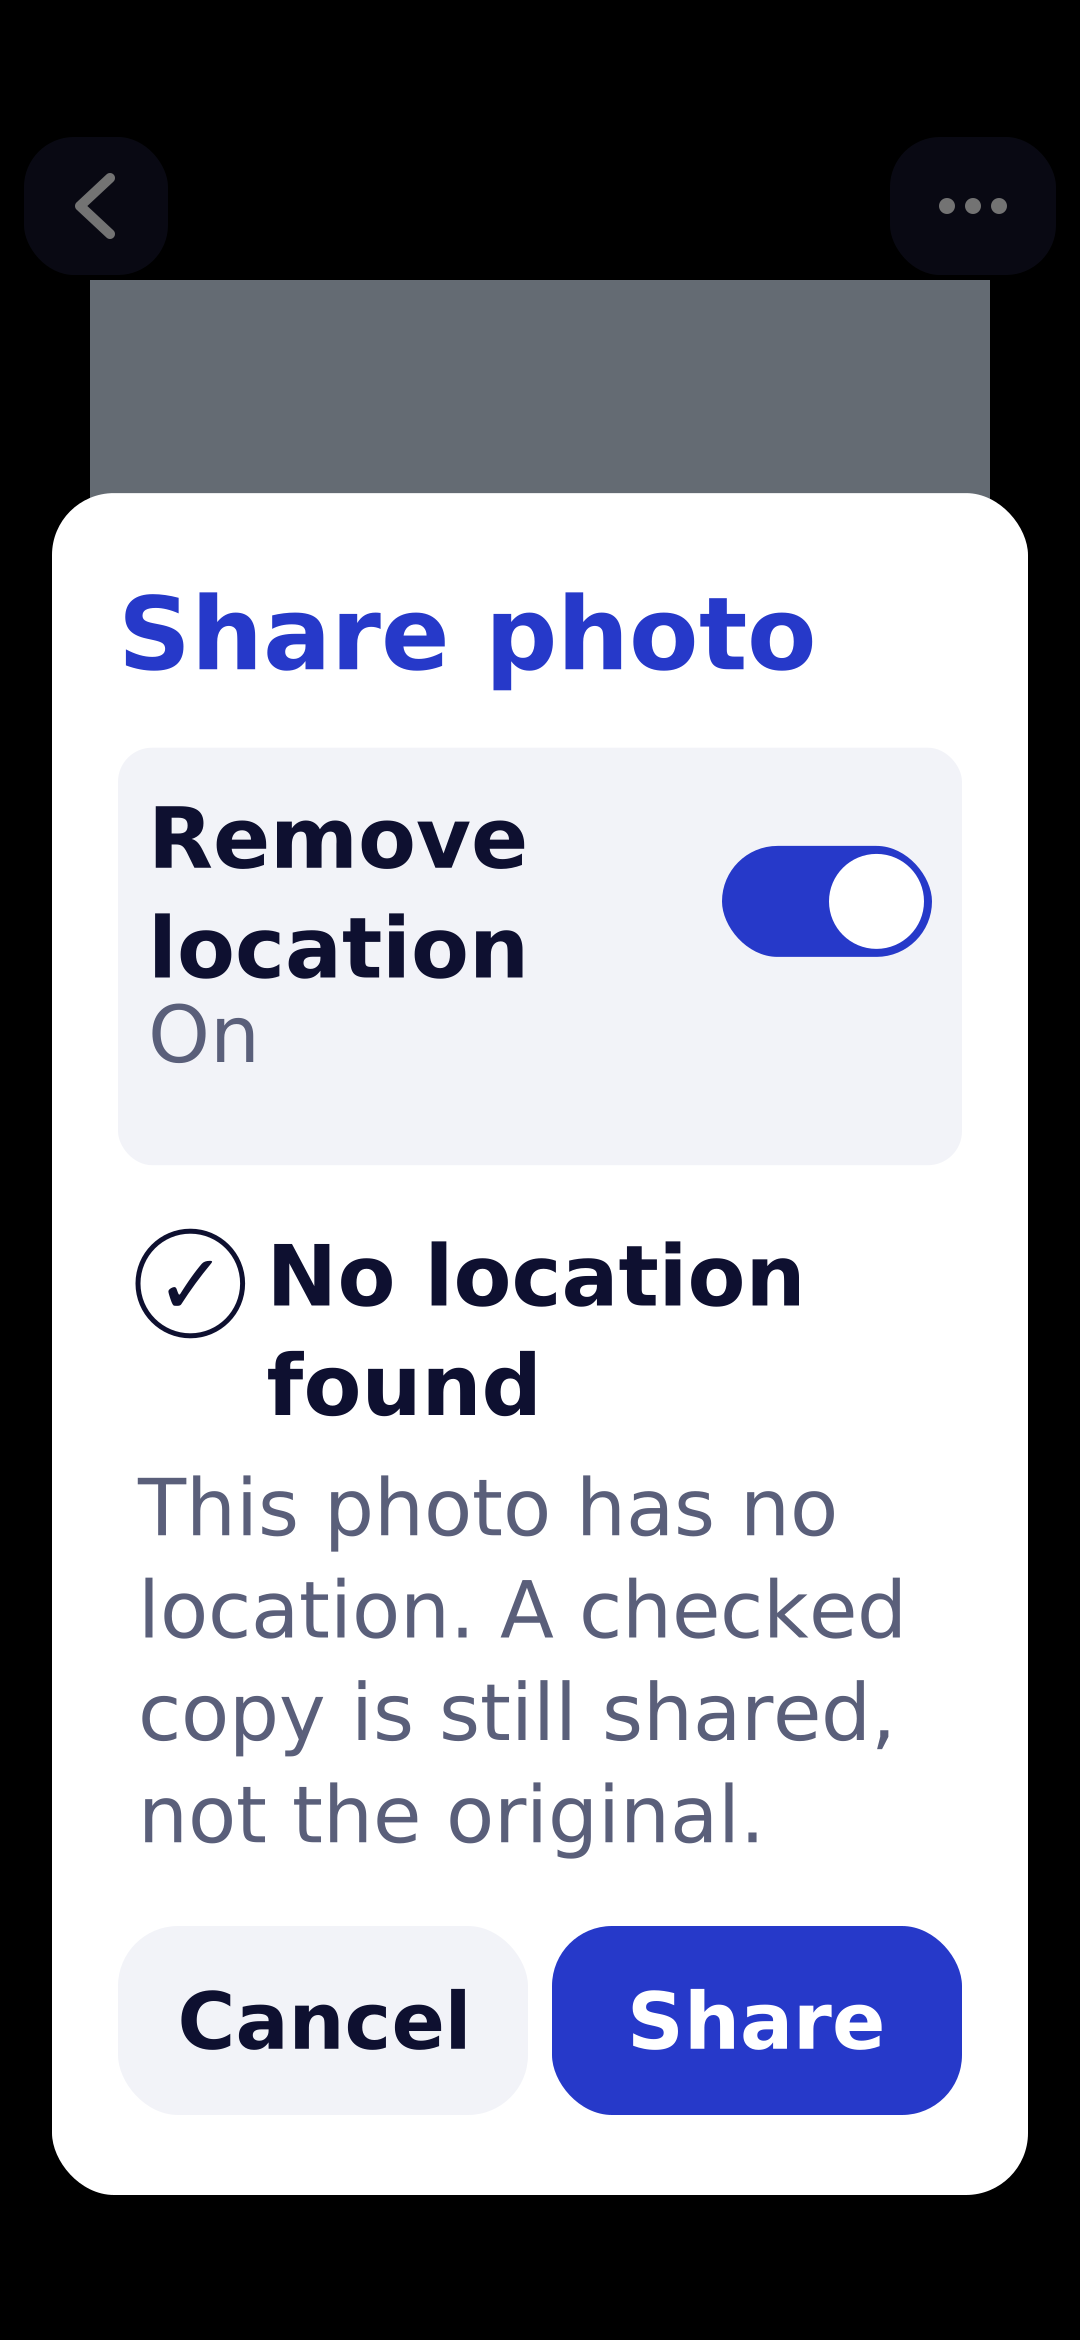 Share photo
Remove
location
On
✓ No location
found
This photo has no
location. A checked
copy is still shared,
not the original.
Cancel
Share